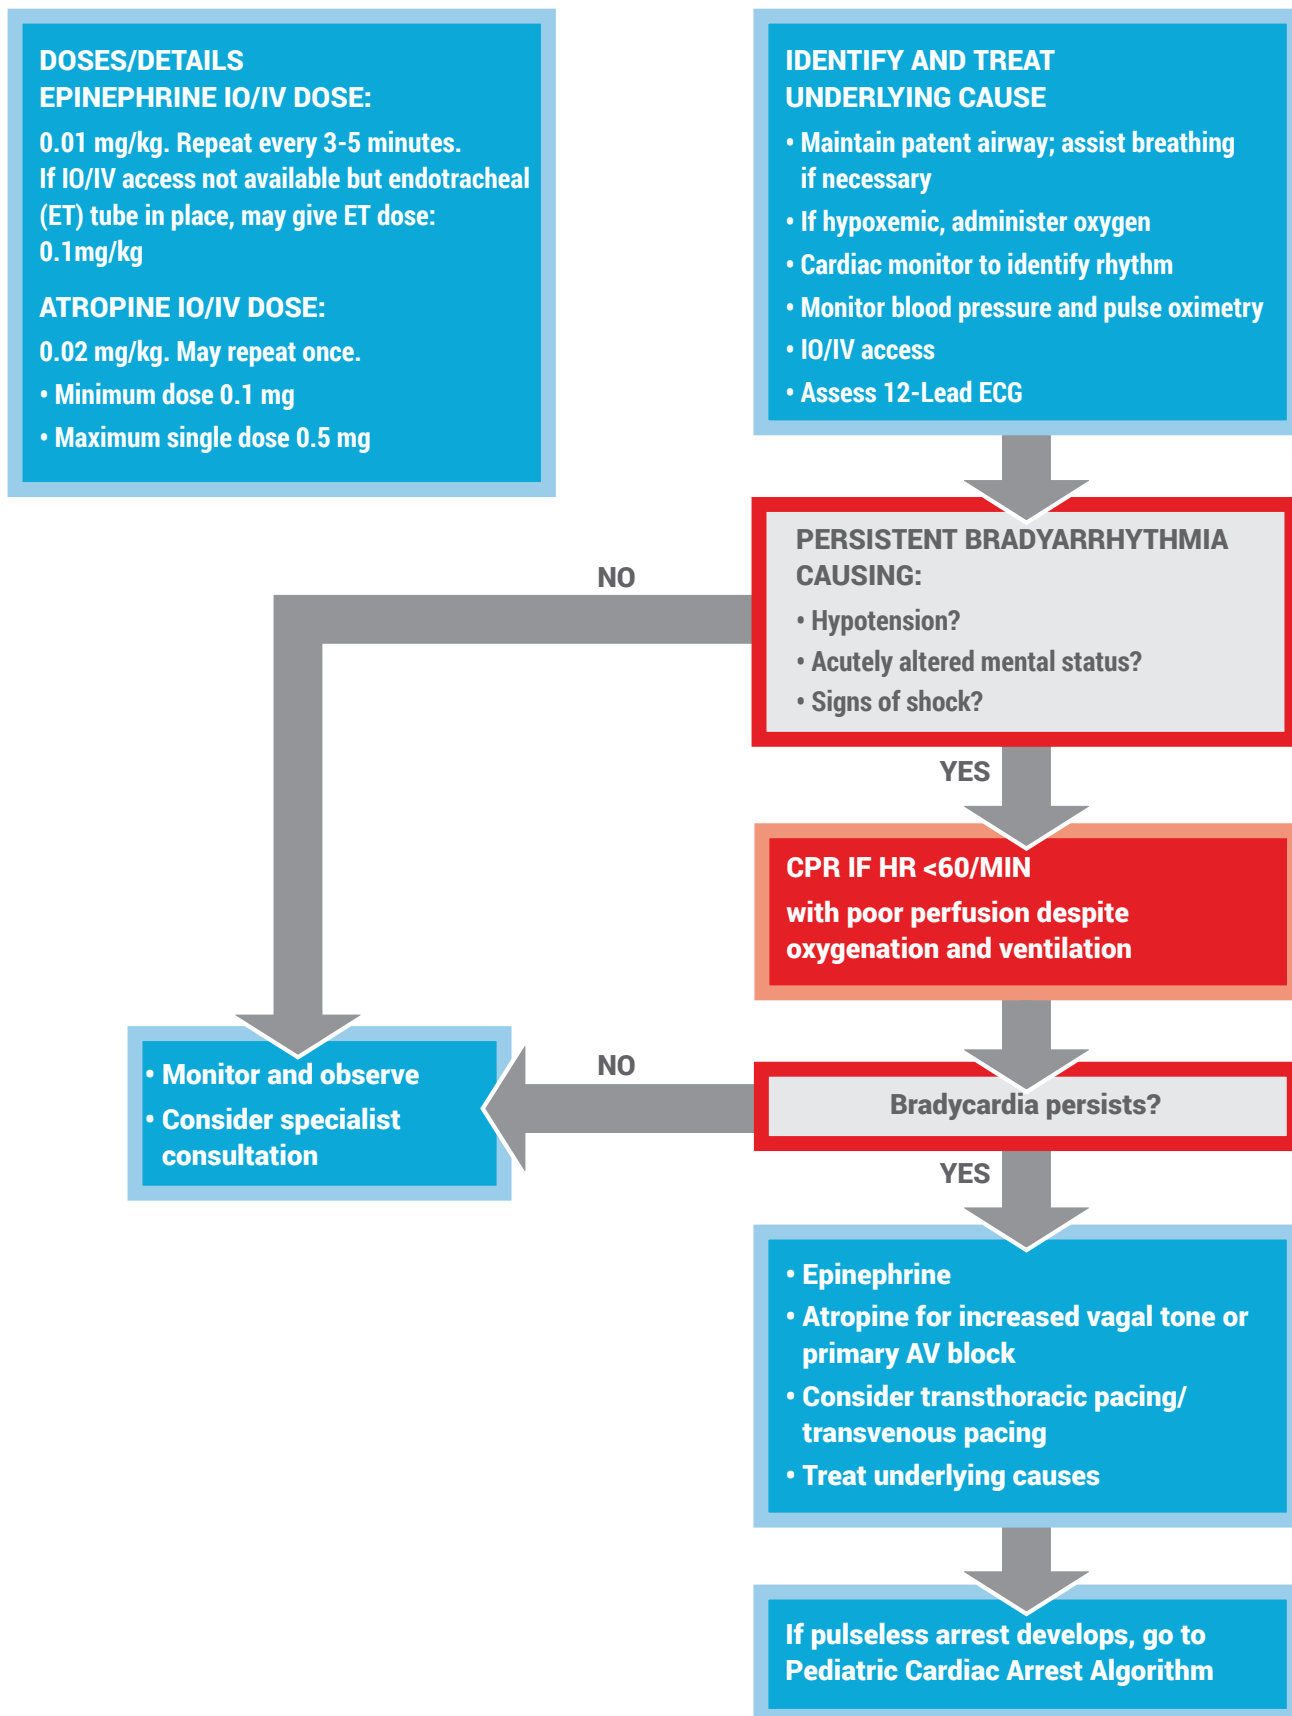 DOSES/DETAILS
EPINEPHRINE IO/IV DOSE:
0.01 mg/kg. Repeat every 3-5 minutes.
If IO/IV access not available but endotracheal
(ET) tube in place, may give ET dose:
0.1mg/kg
ATROPINE IO/IV DOSE:
0.02 mg/kg. May repeat once.
• Minimum dose 0.1 mg
• Maximum single dose 0.5 mg
IDENTIFY AND TREAT
UNDERLYING CAUSE
• Maintain patent airway; assist breathing
if necessary
• If hypoxemic, administer oxygen
• Cardiac monitor to identify rhythm
• Monitor blood pressure and pulse oximetry
• IO/IV access
• Assess 12-Lead ECG
PERSISTENT BRADYARRHYTHMIA
CAUSING:
• Hypotension?
• Acutely altered mental status?
• Signs of shock?
NO
YES
CPR IF HR <60/MIN
with poor perfusion despite
oxygenation and ventilation
Bradycardia persists?
NO
• Monitor and observe
• Consider specialist
consultation
YES
• Epinephrine
• Atropine for increased vagal tone or
primary AV block
• Consider transthoracic pacing/
transvenous pacing
• Treat underlying causes
If pulseless arrest develops, go to
Pediatric Cardiac Arrest Algorithm